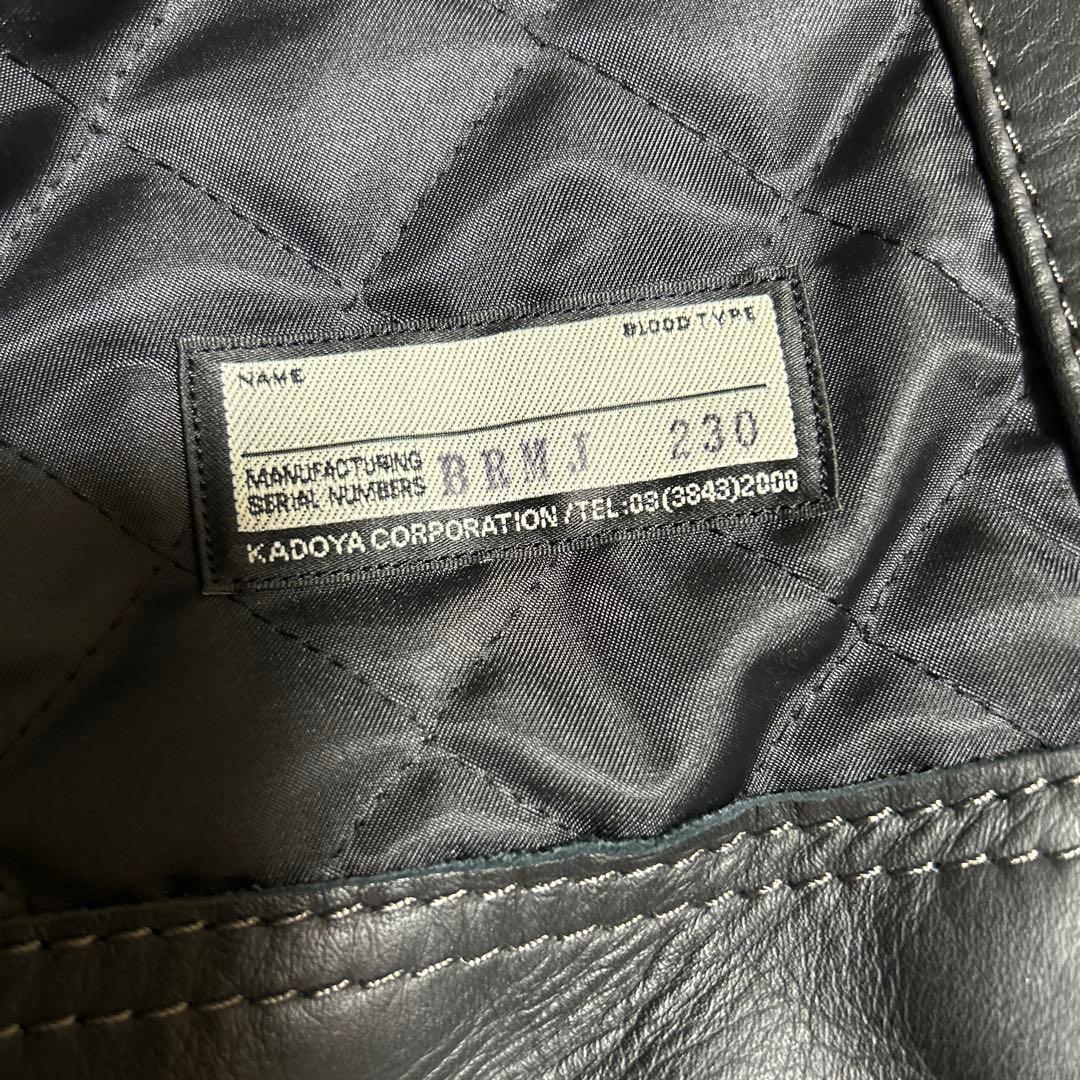 BLOOD TYPE
NAME
MANUFACTURING
SERIAL NUMBERS BRMJ 230
KADOYA CORPORATION / TEL:03(3843)2000